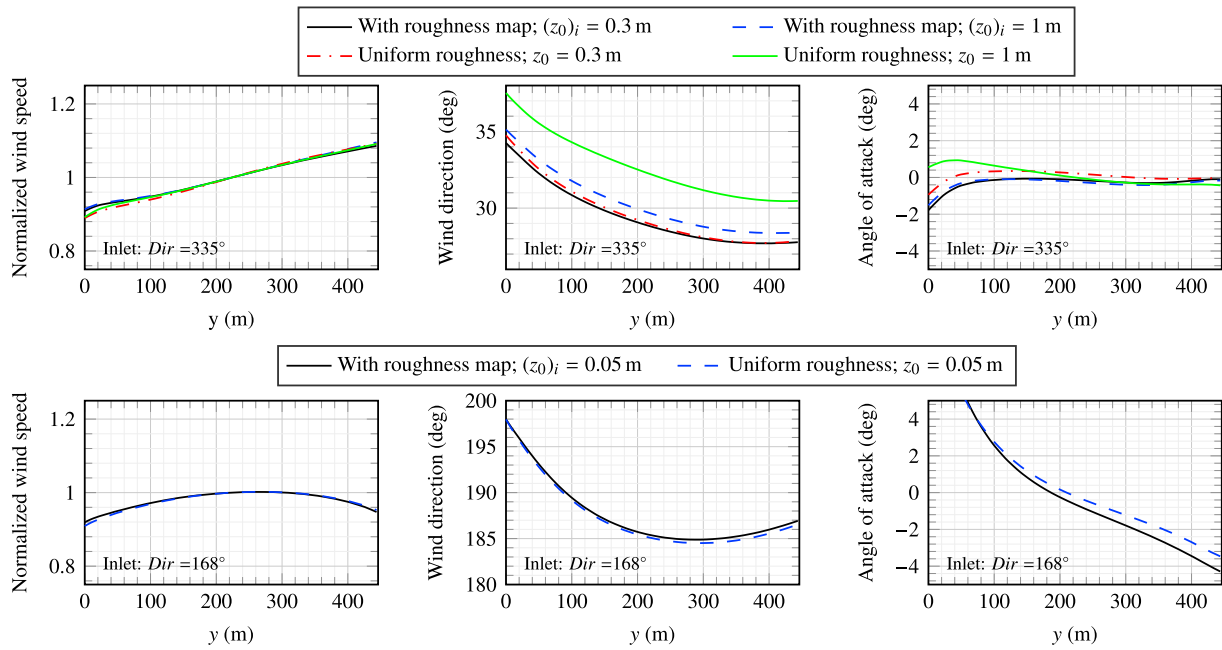 With roughness map; (z₀)ᵢ = 0.3 m
With roughness map; (z₀)ᵢ = 1 m
Uniform roughness; z₀ = 0.3 m
Uniform roughness; z₀ = 1 m
Normalized wind speed
1.2
1
0.8
Inlet: Dir =335°
0 100 200 300 400
y (m)
Wind direction (deg)
35
30
Inlet: Dir =335°
0 100 200 300 400
y (m)
Angle of attack (deg)
4
2
0
−2
−4
Inlet: Dir =335°
0 100 200 300 400
y (m)
With roughness map; (z₀)ᵢ = 0.05 m
Uniform roughness; z₀ = 0.05 m
Normalized wind speed
1.2
1
0.8
Inlet: Dir =168°
0 100 200 300 400
y (m)
Wind direction (deg)
200
195
190
185
180
Inlet: Dir =168°
0 100 200 300 400
y (m)
Angle of attack (deg)
4
2
0
−2
−4
Inlet: Dir =168°
0 100 200 300 400
y (m)